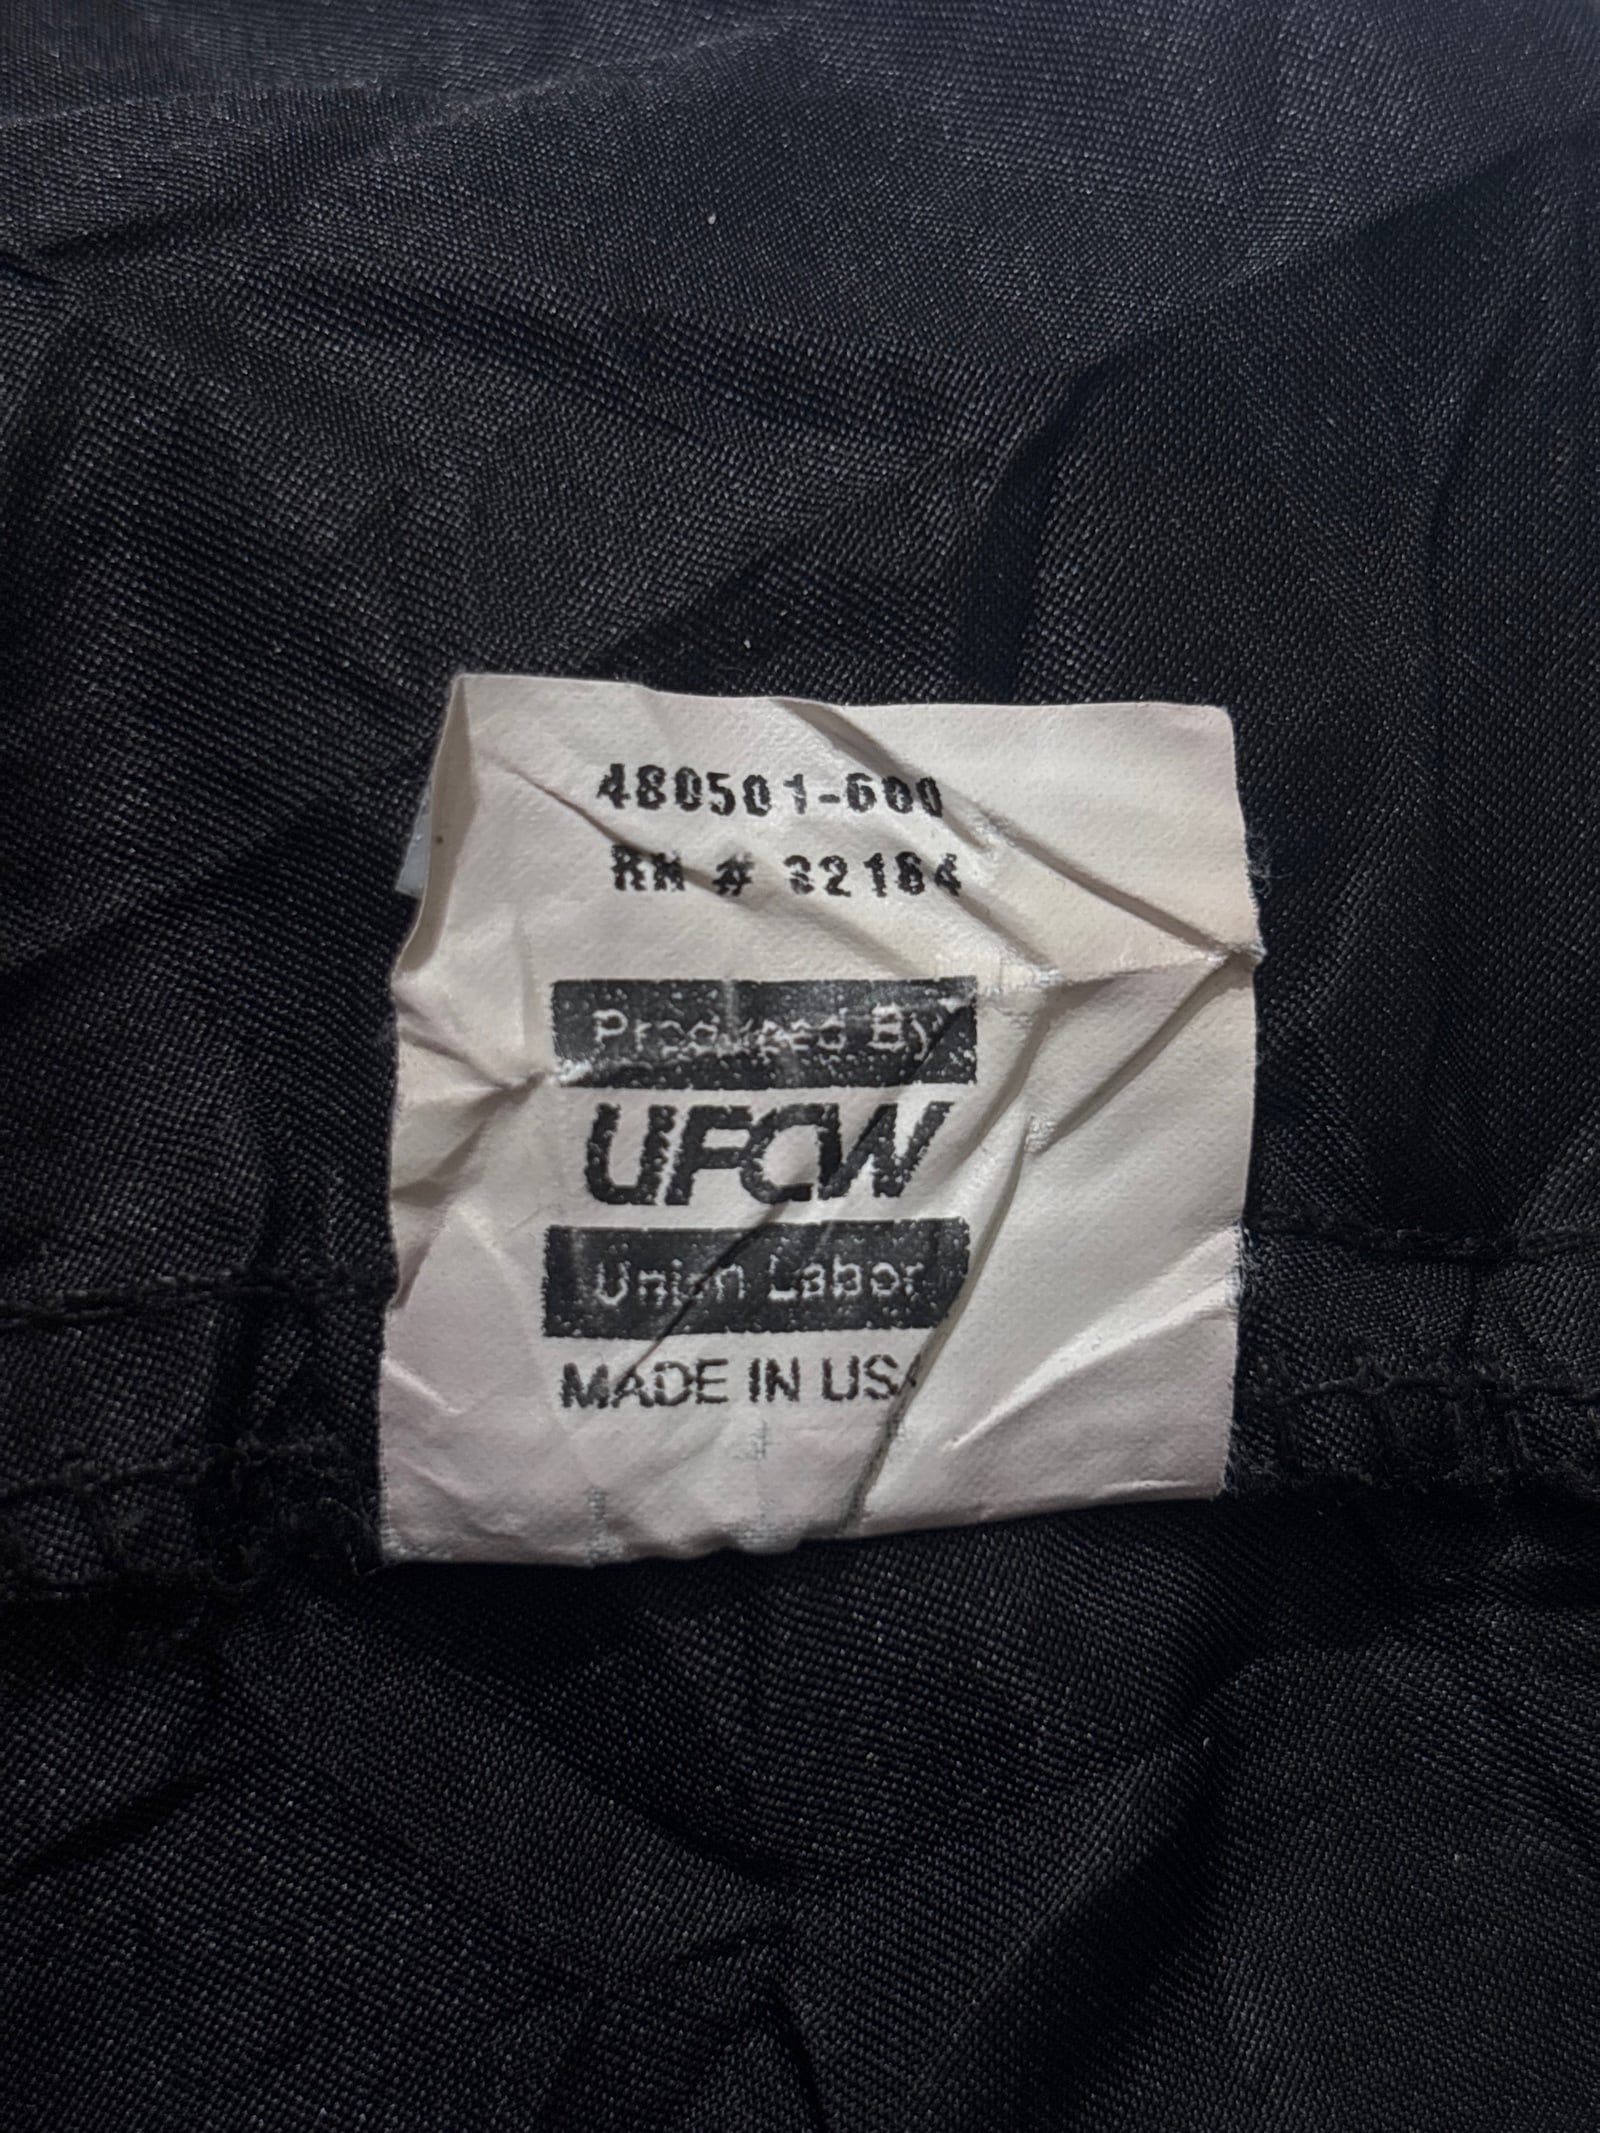 480501-600
RN # 32184
Produced By
UFCW
Union Labor
MADE IN USA